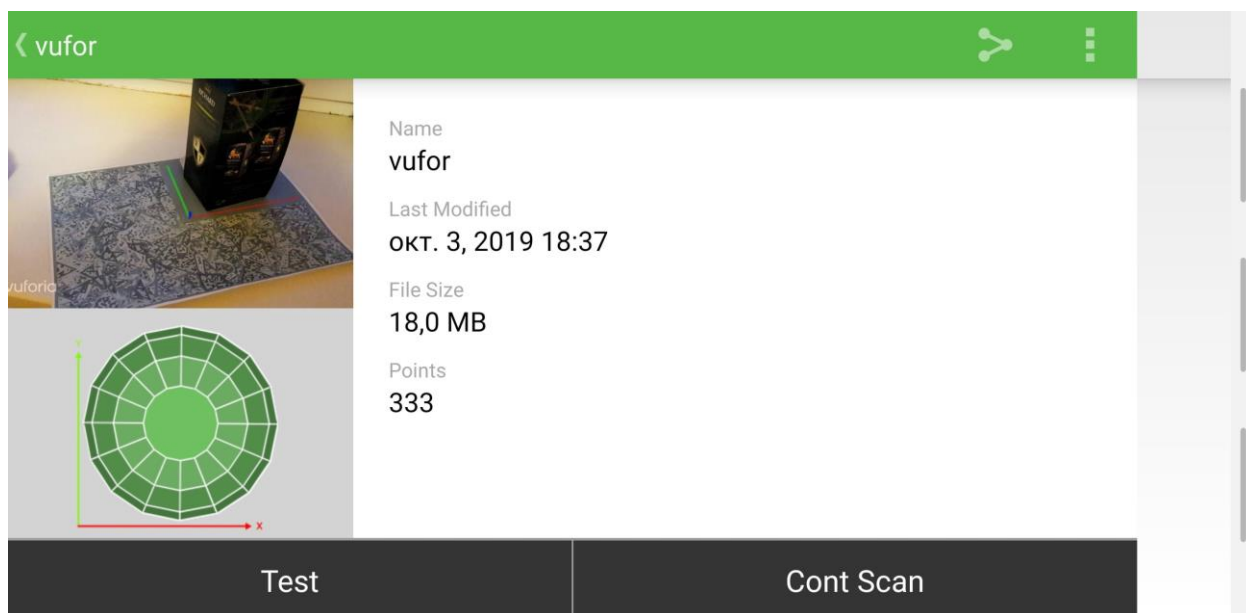 vufor
Name
vufor
Last Modified
окт. 3, 2019 18:37
File Size
18,0 MB
Points
333
vuforia
Y
X
Test
Cont Scan